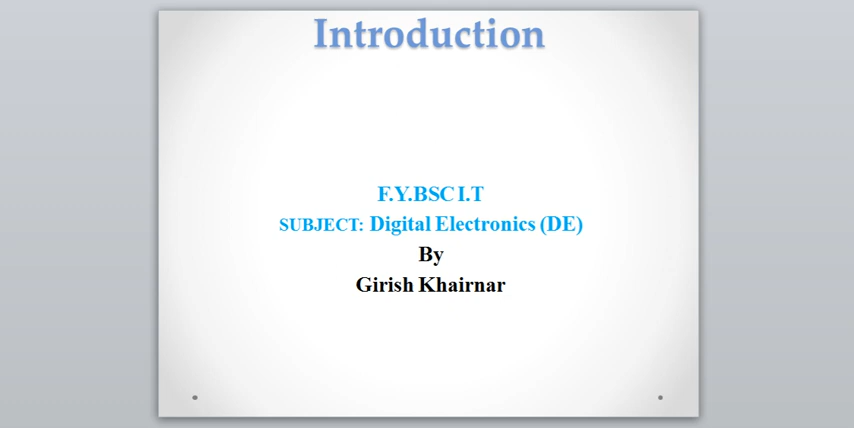 Introduction
F.Y.BSC I.T
SUBJECT: Digital Electronics (DE)
By
Girish Khairnar